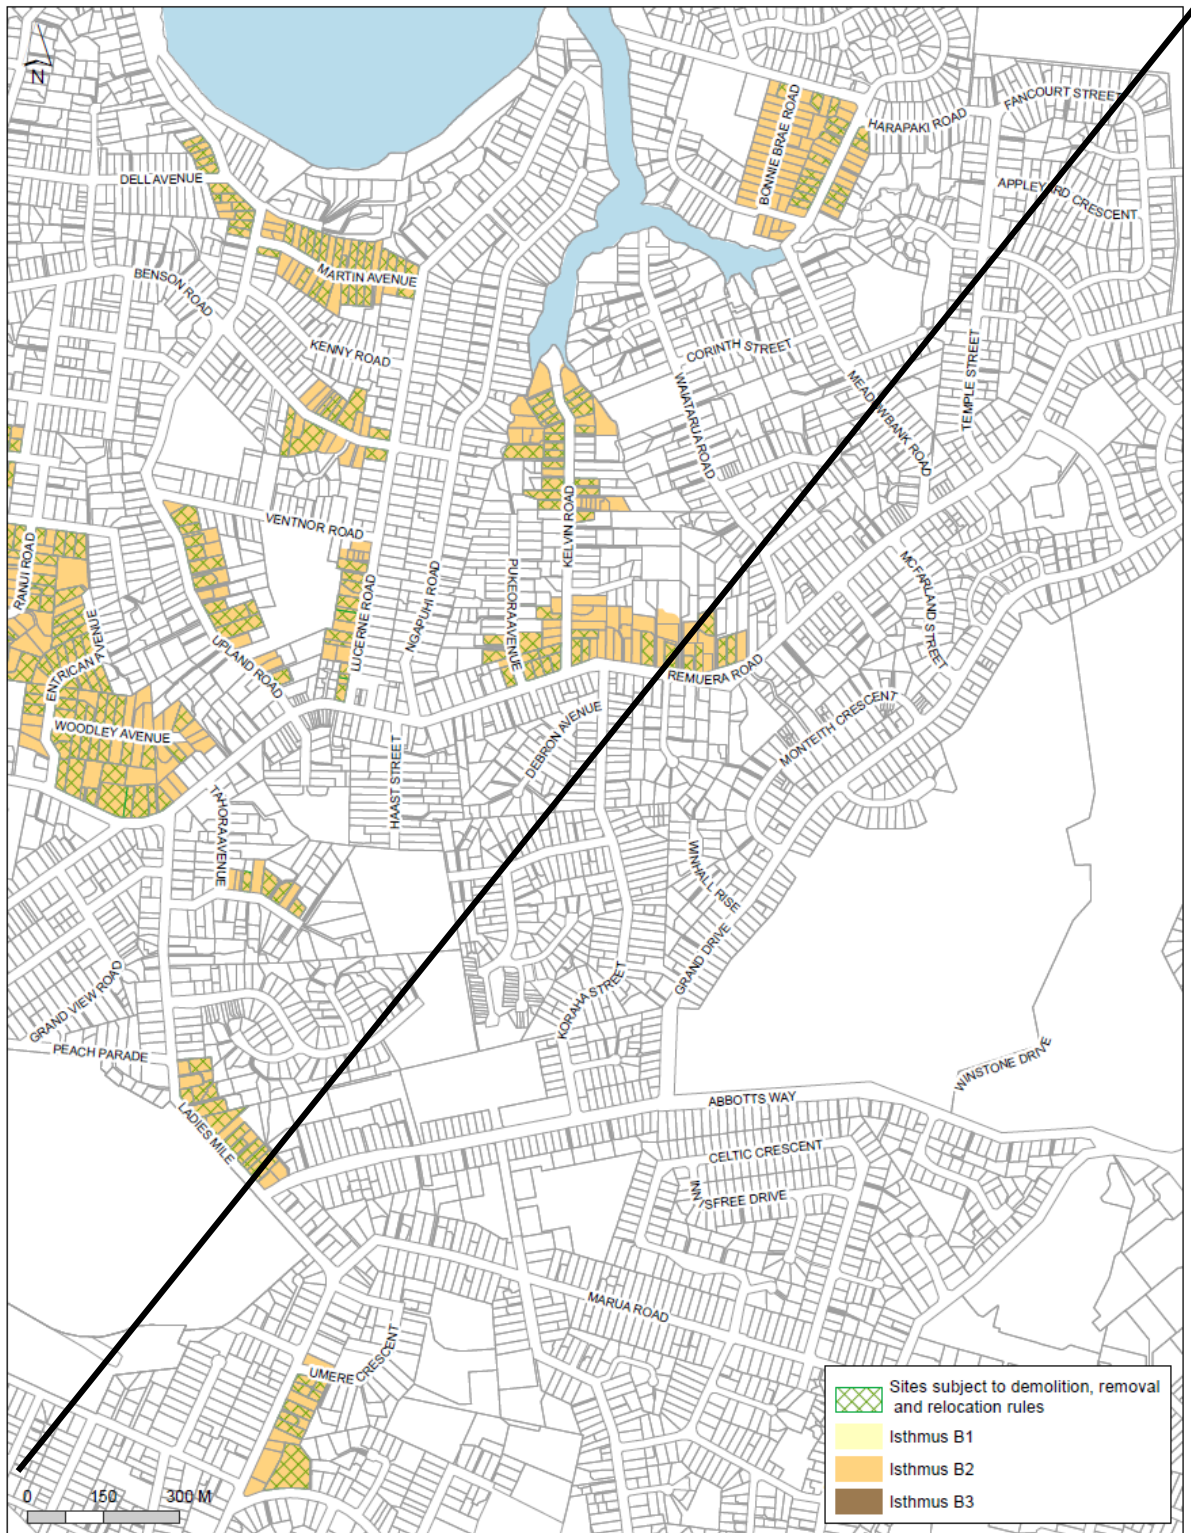 N
FANCOURT STREET
HARAPAKI ROAD
BONNIE BRAE ROAD
DELL AVENUE
APPLEYARD CRESCENT
MARTIN AVENUE
BENSON ROAD
KENNY ROAD
CORINTH STREET
TEMPLE STREET
MEADOWBANK ROAD
WAIATARUA ROAD
VENTNOR ROAD
KELVIN ROAD
RANUI ROAD
PUKEORA AVENUE
NGAPUHI ROAD
LUCERNE ROAD
MCFARLAND STREET
ENTRICAN AVENUE
UPLAND ROAD
REMUERA ROAD
WOODLEY AVENUE
DEBRON AVENUE
MONTEITH CRESCENT
HAAST STREET
TAHORA AVENUE
WINHALL RISE
GRAND DRIVE
GRAND VIEW ROAD
KORAHA STREET
PEACH PARADE
WINSTONE DRIVE
ABBOTTS WAY
LADIES MILE
CELTIC CRESCENT
INNISFREE DRIVE
MARUA ROAD
UMERE CRESCENT
Sites subject to demolition, removal
and relocation rules
Isthmus B1
Isthmus B2
Isthmus B3
0 150 300 M